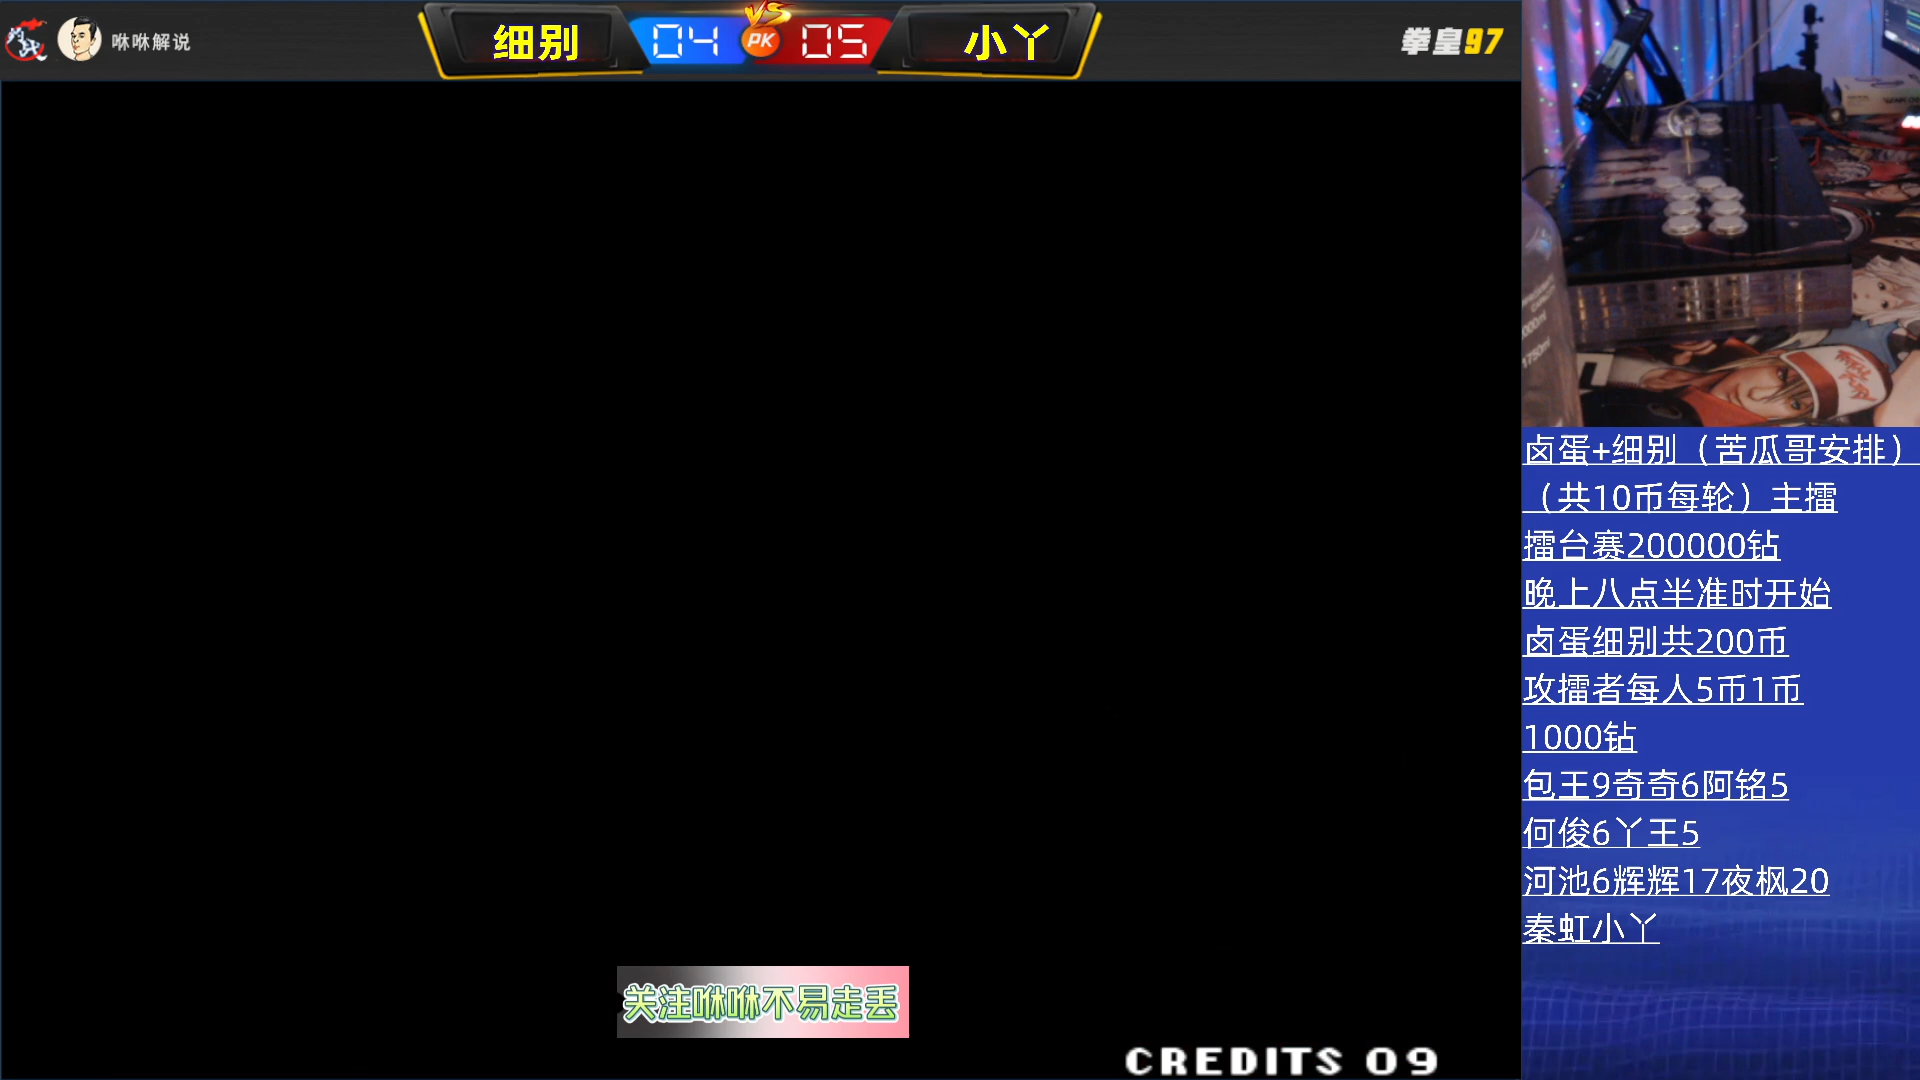 咻咻解说
细别 04 VS PK 05 小丫
拳皇97
卤蛋+细别（苦瓜哥安排）
（共10币每轮）主擂
擂台赛200000钻
晚上八点半准时开始
卤蛋细别共200币
攻擂者每人5币1币
1000钻
包王9奇奇6阿铭5
何俊6丫王5
河池6辉辉17夜枫20
秦虹小丫
关注咻咻不易走丢
CREDITS 09